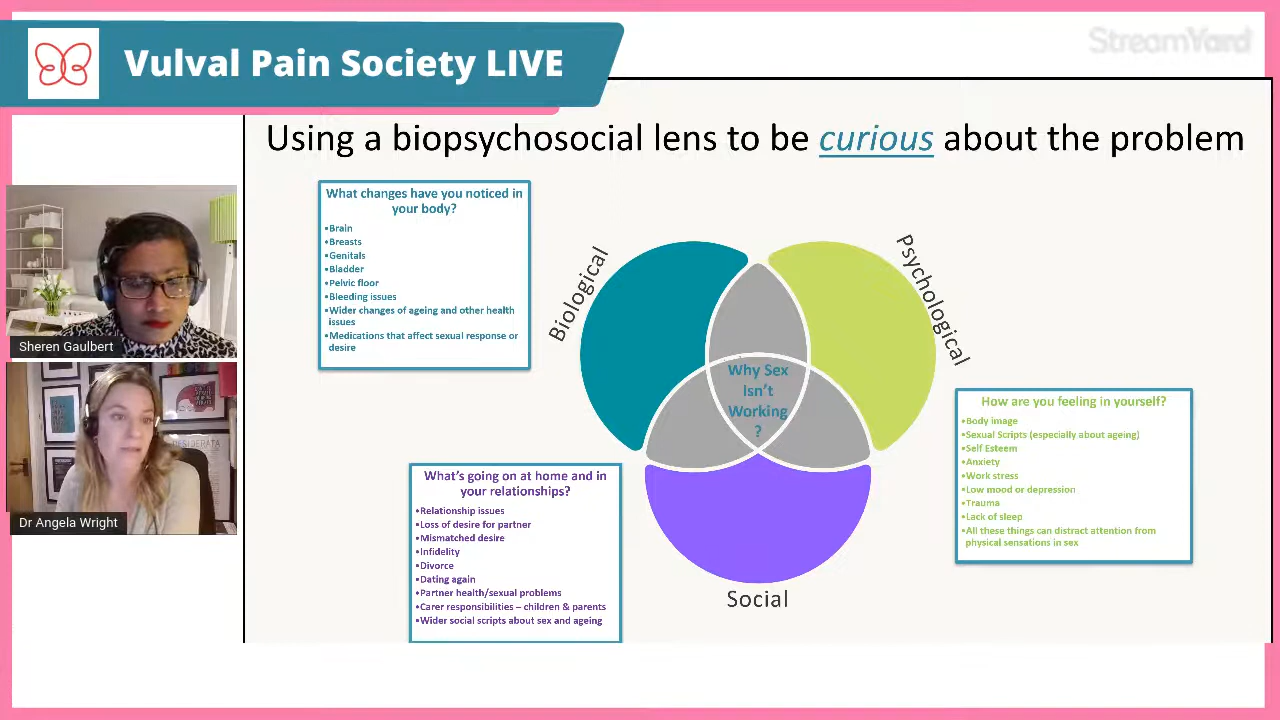 Vulval Pain Society LIVE
StreamYard
Using a biopsychosocial lens to be curious about the problem
What changes have you noticed in
your body?
•Brain
•Breasts
•Genitals
•Bladder
•Pelvic floor
•Bleeding issues
•Wider changes of ageing and other health
issues
•Medications that affect sexual response or
desire
Biological
Psychological
Why Sex
Isn't
Working
?
Social
How are you feeling in yourself?
•Body image
•Sexual Scripts (especially about ageing)
•Self Esteem
•Anxiety
•Work stress
•Low mood or depression
•Trauma
•Lack of sleep
•All these things can distract attention from
physical sensations in sex
What's going on at home and in
your relationships?
•Relationship issues
•Loss of desire for partner
•Mismatched desire
•Infidelity
•Divorce
•Dating again
•Partner health/sexual problems
•Carer responsibilities – children & parents
•Wider social scripts about sex and ageing
Sheren Gaulbert
DESIDERATA
Dr Angela Wright